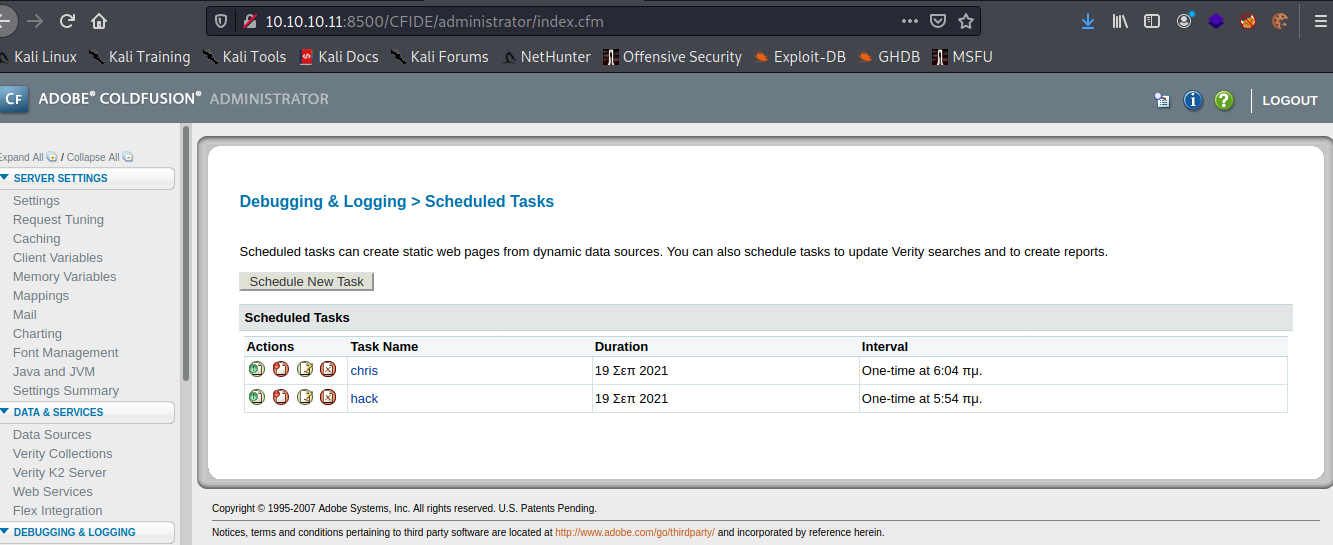 10.10.10.11:8500/CFIDE/administrator/index.cfm
Kali Linux Kali Training Kali Tools Kali Docs Kali Forums NetHunter Offensive Security Exploit-DB GHDB MSFU
CF ADOBE® COLDFUSION® ADMINISTRATOR LOGOUT
Expand All / Collapse All
SERVER SETTINGS
Settings
Request Tuning
Caching
Client Variables
Memory Variables
Mappings
Mail
Charting
Font Management
Java and JVM
Settings Summary
DATA & SERVICES
Data Sources
Verity Collections
Verity K2 Server
Web Services
Flex Integration
DEBUGGING & LOGGING
Debugging & Logging > Scheduled Tasks
Scheduled tasks can create static web pages from dynamic data sources. You can also schedule tasks to update Verity searches and to create reports.
Schedule New Task
Scheduled Tasks
Actions Task Name Duration Interval
chris 19 Σεπ 2021 One-time at 6:04 πμ.
hack 19 Σεπ 2021 One-time at 5:54 πμ.
Copyright © 1995-2007 Adobe Systems, Inc. All rights reserved. U.S. Patents Pending.
Notices, terms and conditions pertaining to third party software are located at http://www.adobe.com/go/thirdparty/ and incorporated by reference herein.